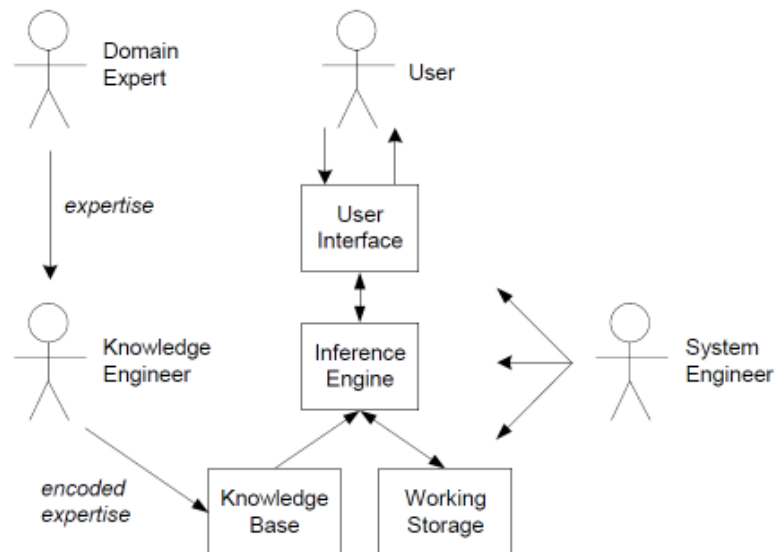 Domain
Expert
User
expertise
User
Interface
Knowledge
Engineer
Inference
Engine
System
Engineer
encoded
expertise
Knowledge
Base
Working
Storage